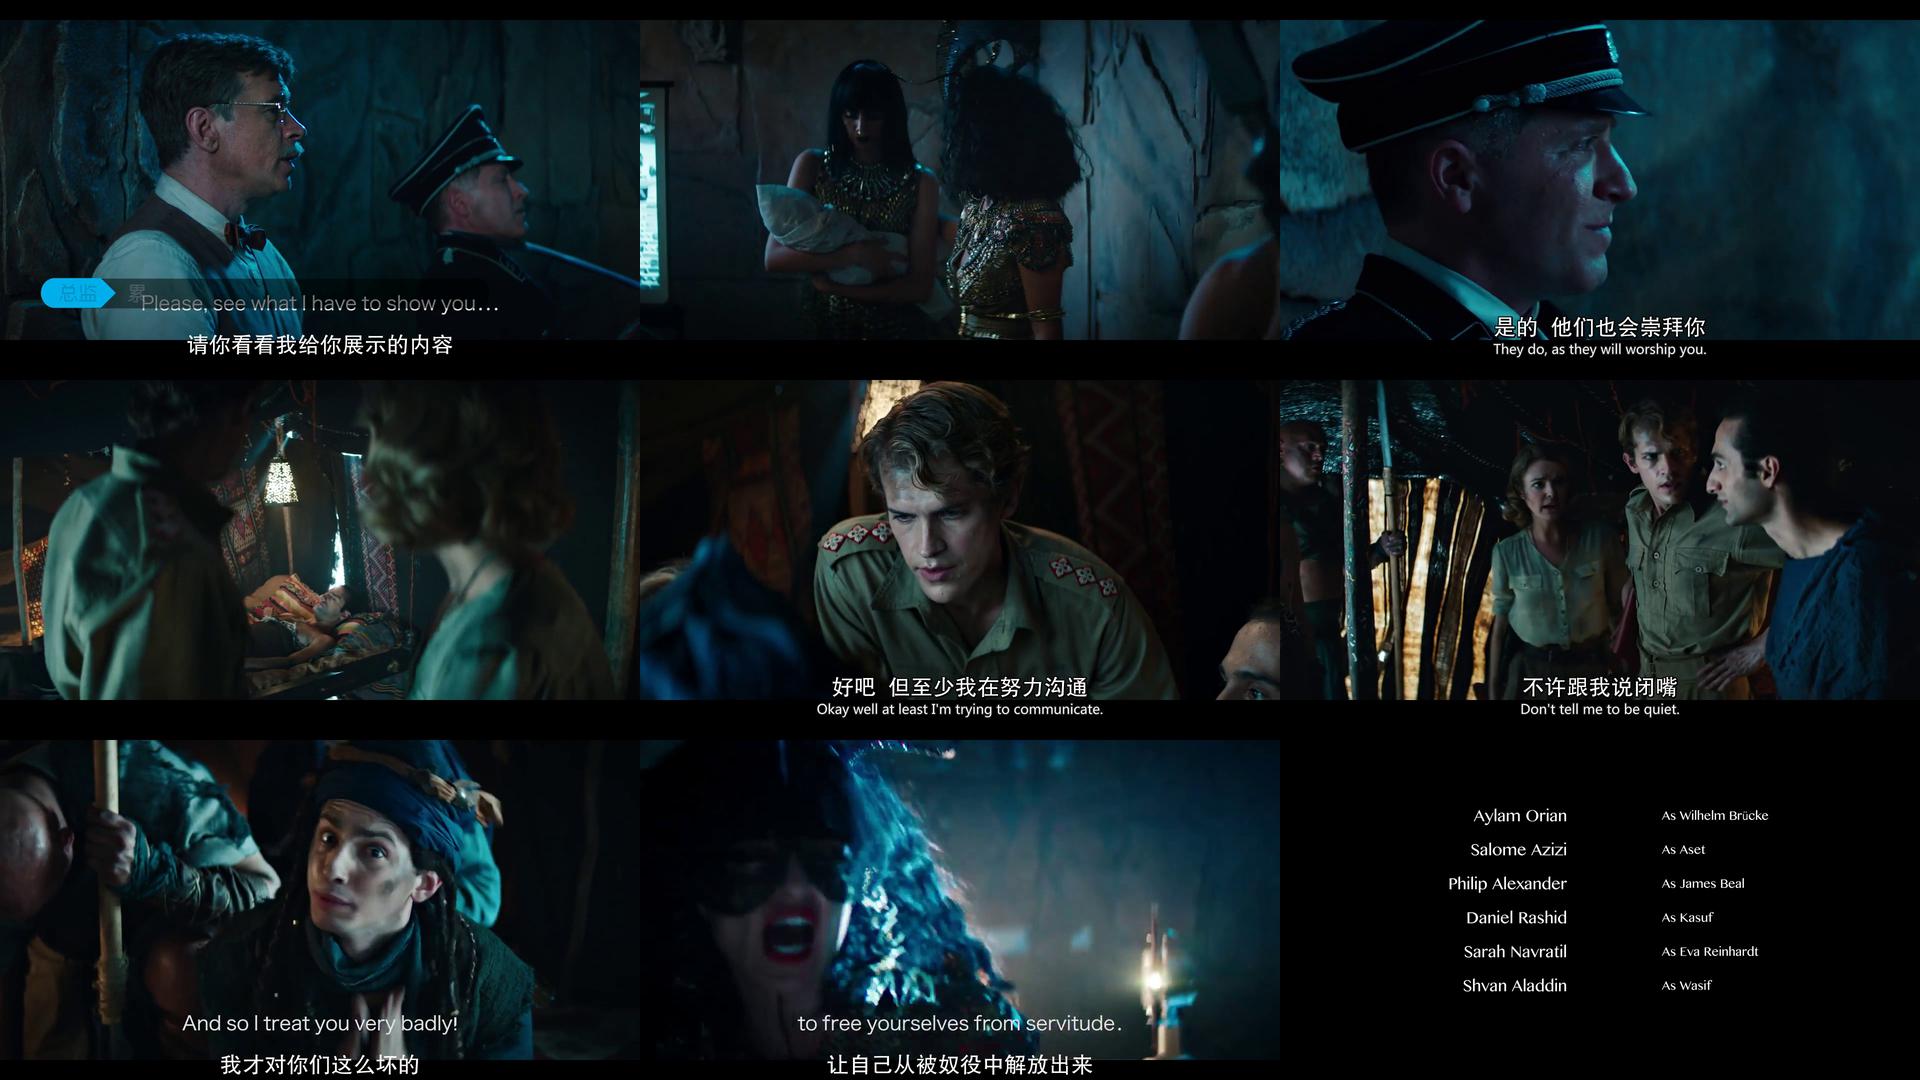 总监
累
Please, see what I have to show you...
请你看看我给你展示的内容
是的 他们也会崇拜你
They do, as they will worship you.
好吧 但至少我在努力沟通
Okay well at least I'm trying to communicate.
不许跟我说闭嘴
Don't tell me to be quiet.
And so I treat you very badly!
我才对你们这么坏的
to free yourselves from servitude.
让自己从被奴役中解放出来
Aylam Orian As Wilhelm Brücke
Salome Azizi As Aset
Philip Alexander As James Beal
Daniel Rashid As Kasuf
Sarah Navratil As Eva Reinhardt
Shvan Aladdin As Wasif